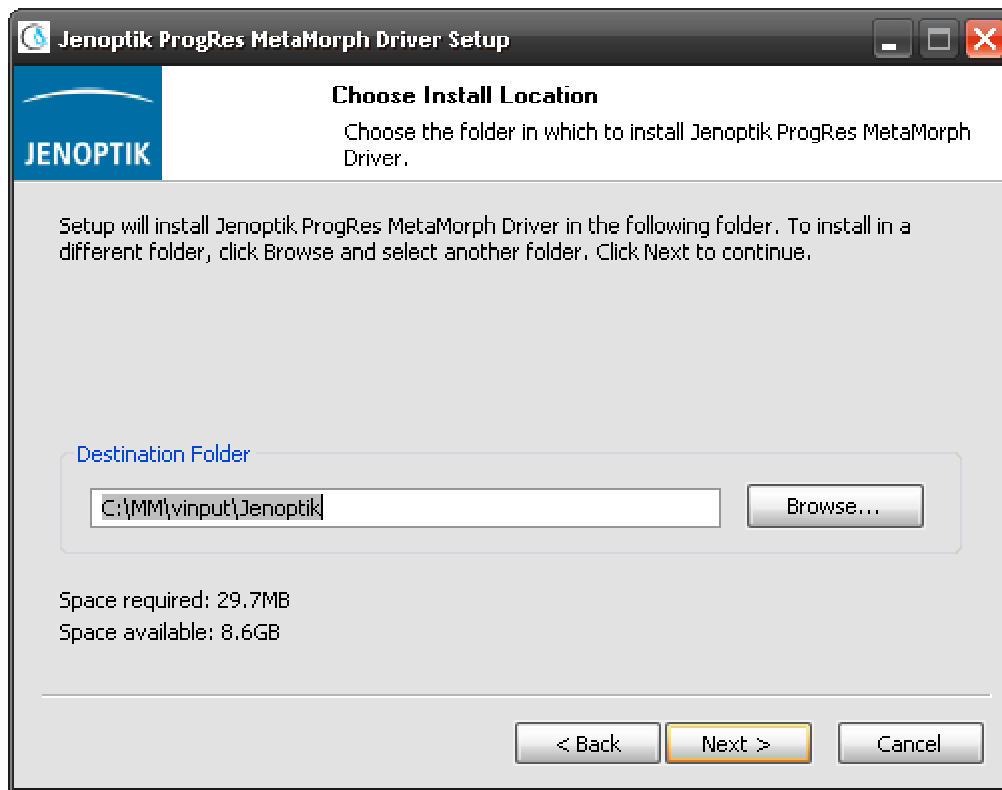 Jenoptik ProgRes MetaMorph Driver Setup
JENOPTIK
Choose Install Location
Choose the folder in which to install Jenoptik ProgRes MetaMorph
Driver.
Setup will install Jenoptik ProgRes MetaMorph Driver in the following folder. To install in a
different folder, click Browse and select another folder. Click Next to continue.
Destination Folder
C:\MM\vinput\Jenoptik
Browse...
Space required: 29.7MB
Space available: 8.6GB
< Back
Next >
Cancel